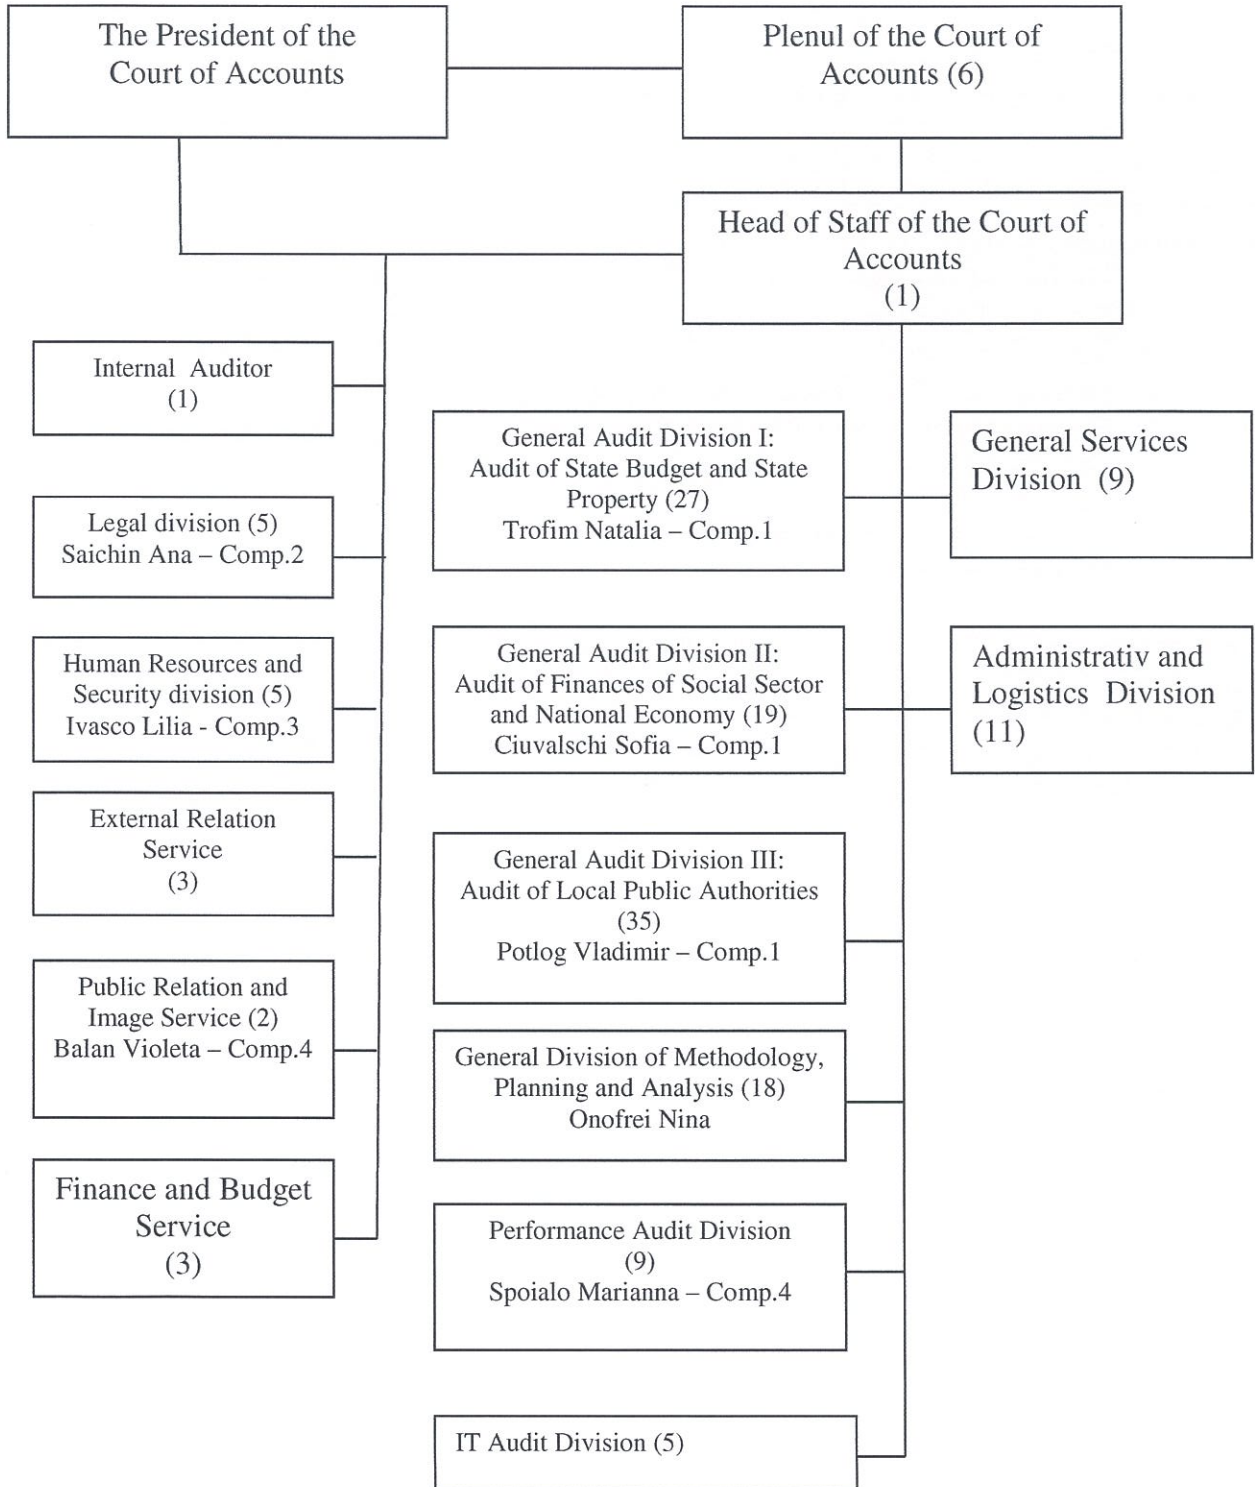 The President of the
Court of Accounts
Plenul of the Court of
Accounts (6)
Head of Staff of the Court of
Accounts
(1)
Internal Auditor
(1)
Legal division (5)
Saichin Ana – Comp.2
Human Resources and
Security division (5)
Ivasco Lilia - Comp.3
External Relation
Service
(3)
Public Relation and
Image Service (2)
Balan Violeta – Comp.4
Finance and Budget
Service
(3)
General Audit Division I:
Audit of State Budget and State
Property (27)
Trofim Natalia – Comp.1
General Audit Division II:
Audit of Finances of Social Sector
and National Economy (19)
Ciuvalschi Sofia – Comp.1
General Audit Division III:
Audit of Local Public Authorities
(35)
Potlog Vladimir – Comp.1
General Division of Methodology,
Planning and Analysis (18)
Onofrei Nina
Performance Audit Division
(9)
Spoialo Marianna – Comp.4
IT Audit Division (5)
General Services
Division (9)
Administrativ and
Logistics Division
(11)